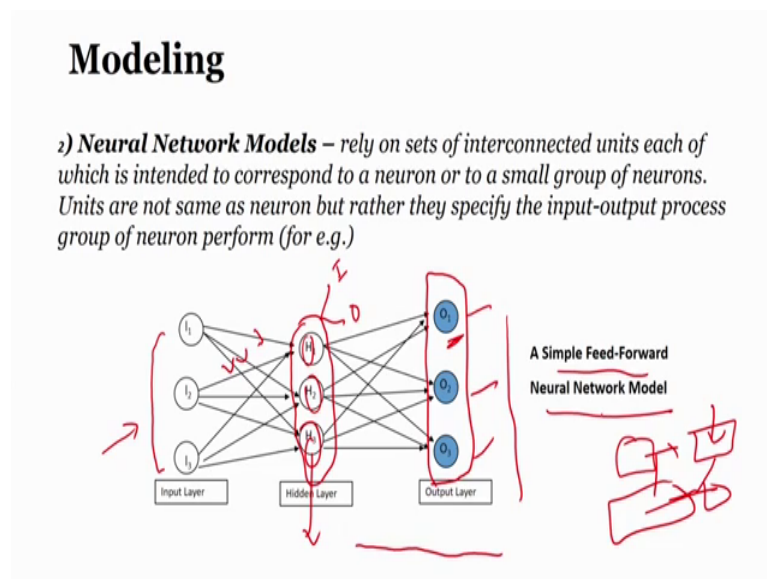 Modeling
2) Neural Network Models – rely on sets of interconnected units each of
which is intended to correspond to a neuron or to a small group of neurons.
Units are not same as neuron but rather they specify the input-output process
group of neuron perform (for e.g.)
I
O
I1 H1 O1
A Simple Feed-Forward
I2 H2 O2
Neural Network Model
I3 H3 O3
Input Layer Hidden Layer Output Layer